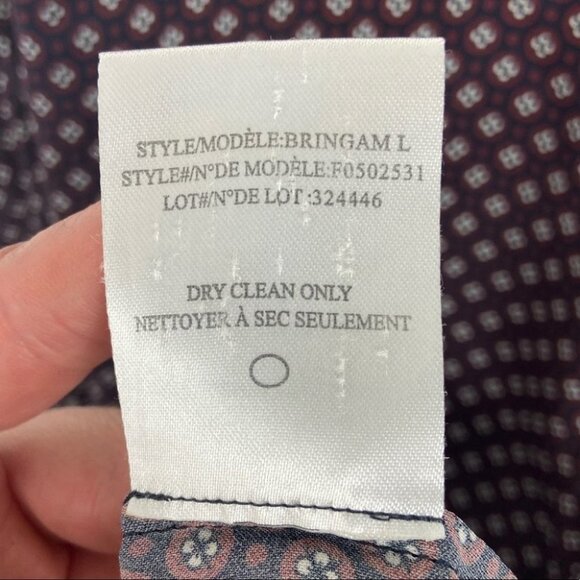 STYLE/MODÈLE:BRINGAM L
STYLE#/N°DE MODÈLE:F0502531
LOT#/N°DE LOT :324446
DRY CLEAN ONLY
NETTOYER À SEC SEULEMENT